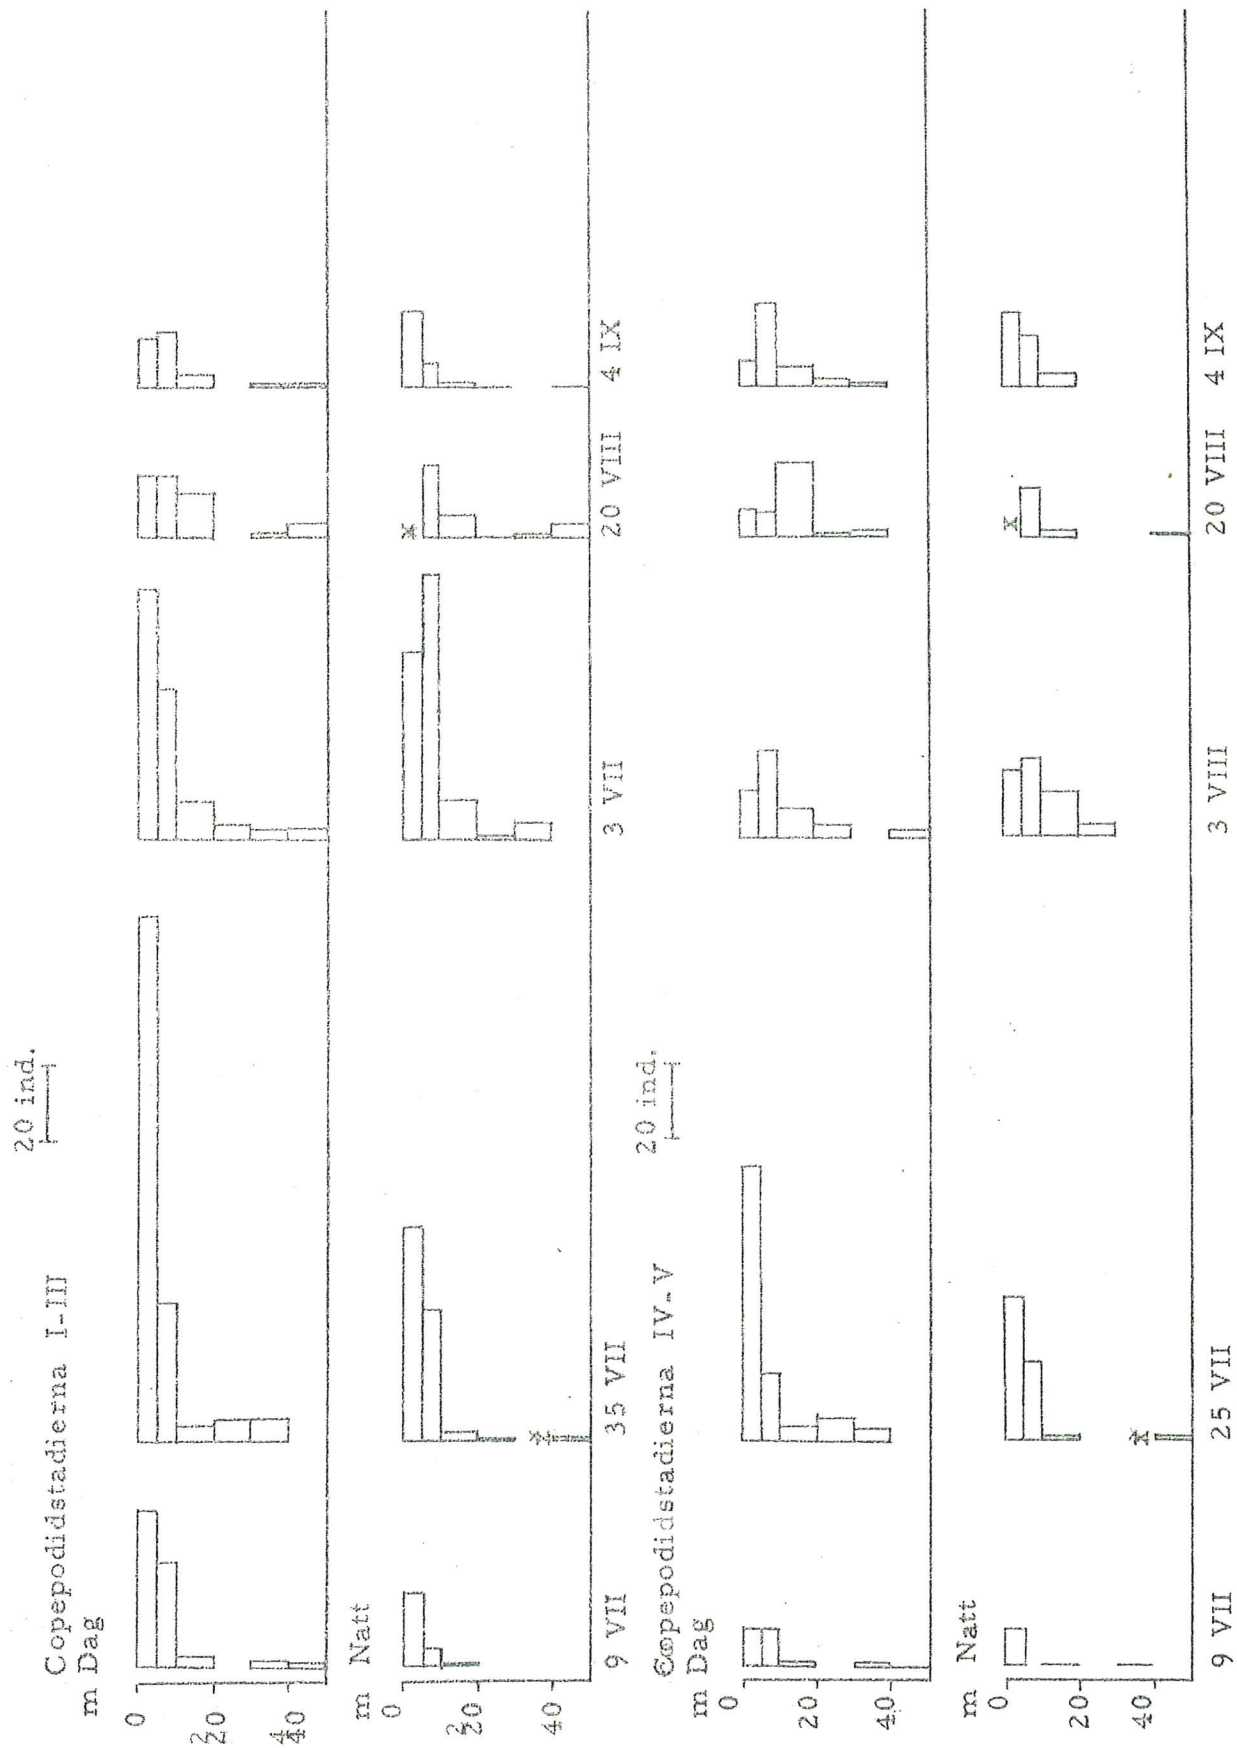 20 ind.
Copepodidstadierna I-III
m Dag
0
20
40
m Natt
0
20
40
9 VII 35 VII 3 VII 20 VIII 4 IX
x
x
20 ind.
Copepodidstadierna IV-V
m Dag
0
20
40
m Natt
0
20
40
x
x
9 VII 25 VII 3 VIII 20 VIII 4 IX